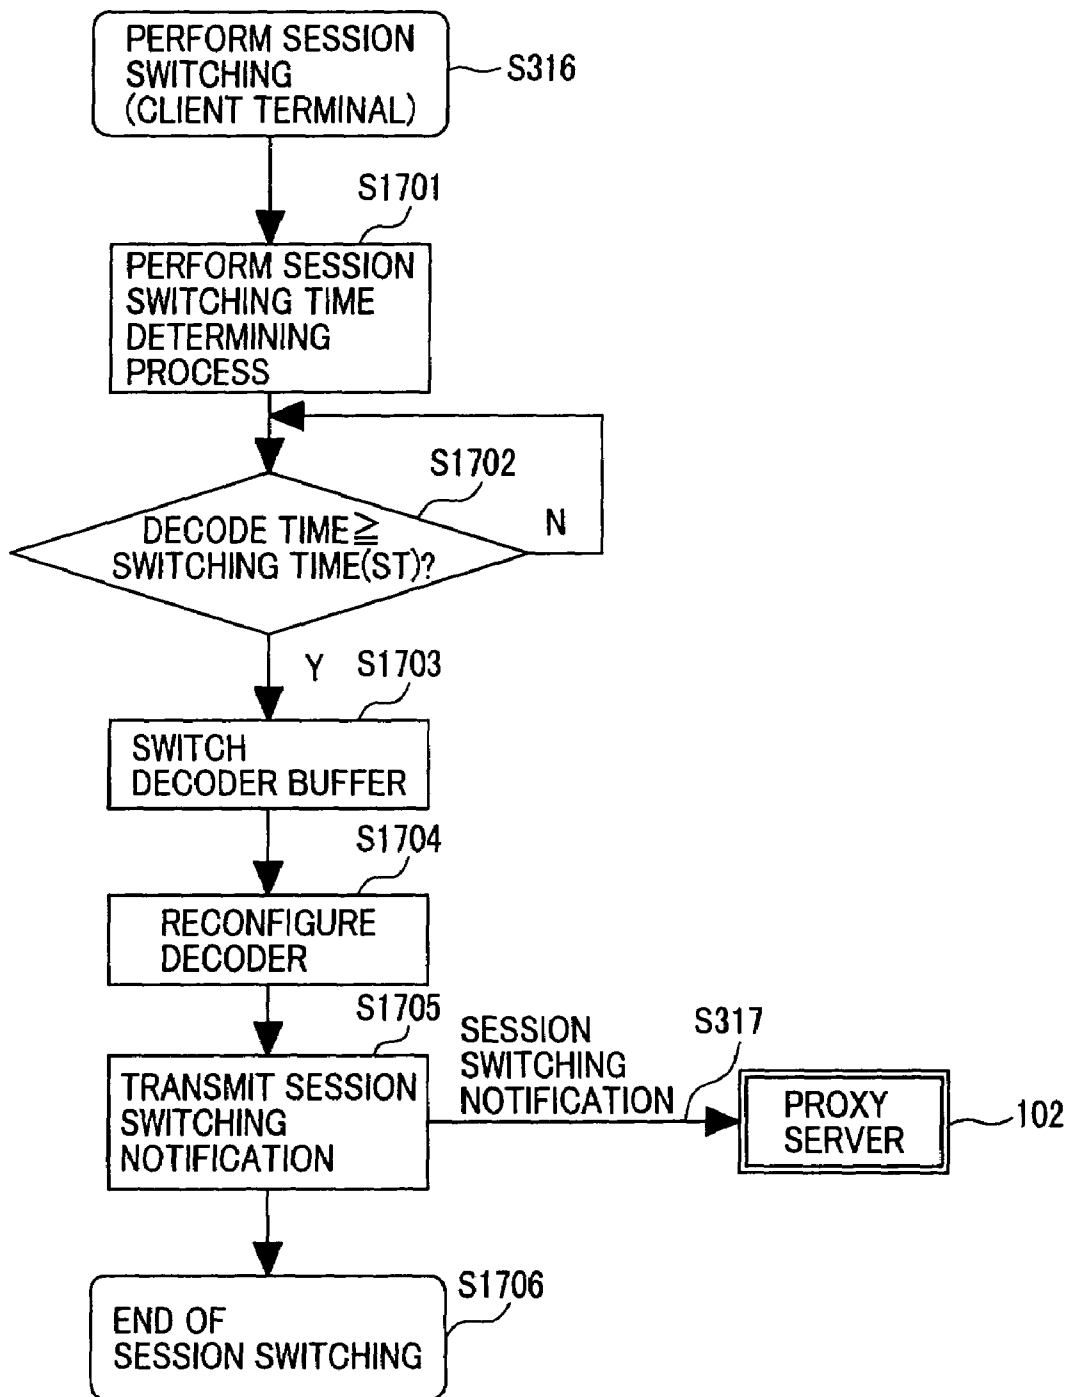 PERFORM SESSION
SWITCHING
(CLIENT TERMINAL)
S316
S1701
PERFORM SESSION
SWITCHING TIME
DETERMINING
PROCESS
S1702
DECODE TIME≧
SWITCHING TIME(ST)?
N
Y
S1703
SWITCH
DECODER BUFFER
S1704
RECONFIGURE
DECODER
S1705
TRANSMIT SESSION
SWITCHING
NOTIFICATION
SESSION
SWITCHING
NOTIFICATION
S317
PROXY
SERVER
102
S1706
END OF
SESSION SWITCHING